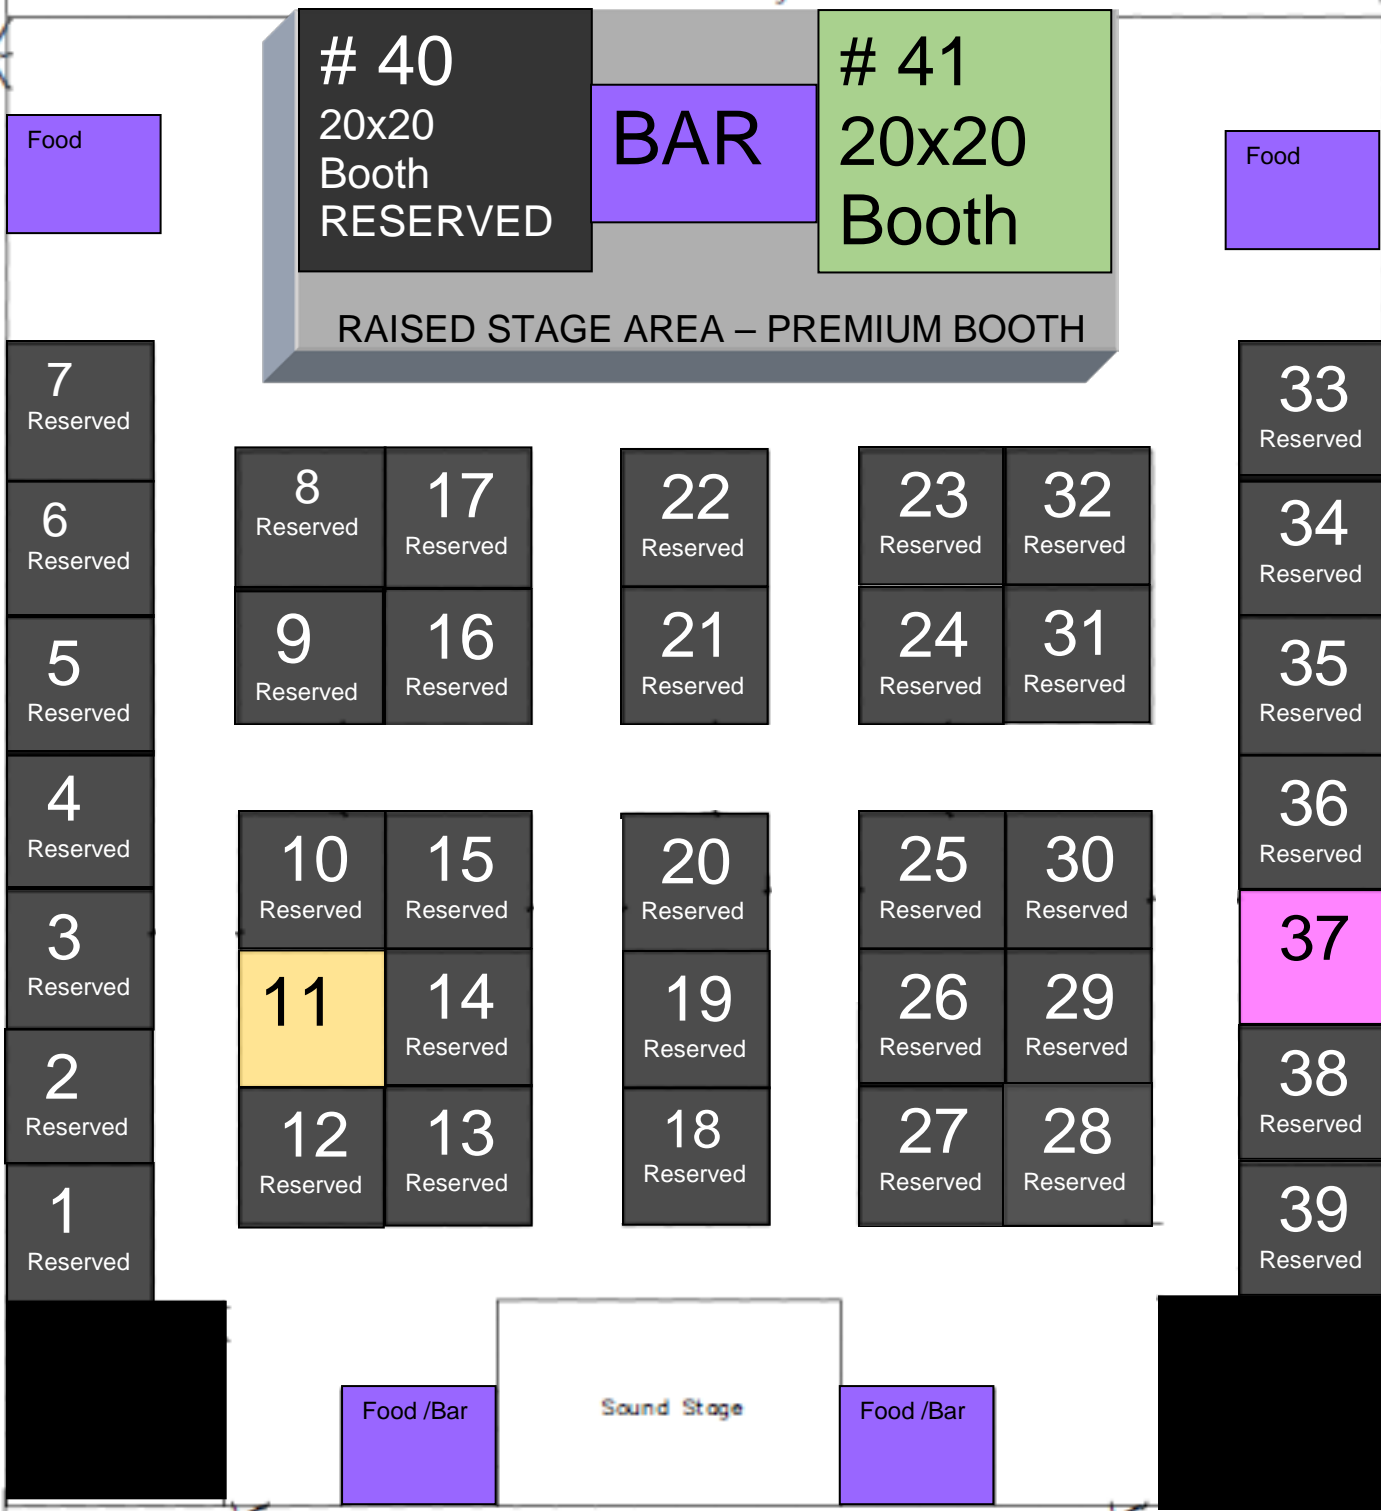 # 40
20x20
Booth
RESERVED
BAR
# 41
20x20
Booth
RAISED STAGE AREA – PREMIUM BOOTH
Food
Food
7
Reserved
6
Reserved
5
Reserved
4
Reserved
3
Reserved
2
Reserved
1
Reserved
8
Reserved
17
Reserved
9
Reserved
16
Reserved
10
Reserved
15
Reserved
11
14
Reserved
12
Reserved
13
Reserved
22
Reserved
21
Reserved
20
Reserved
19
Reserved
18
Reserved
23
Reserved
32
Reserved
24
Reserved
31
Reserved
25
Reserved
30
Reserved
26
Reserved
29
Reserved
27
Reserved
28
Reserved
33
Reserved
34
Reserved
35
Reserved
36
Reserved
37
38
Reserved
39
Reserved
Food /Bar
Sound Stage
Food /Bar